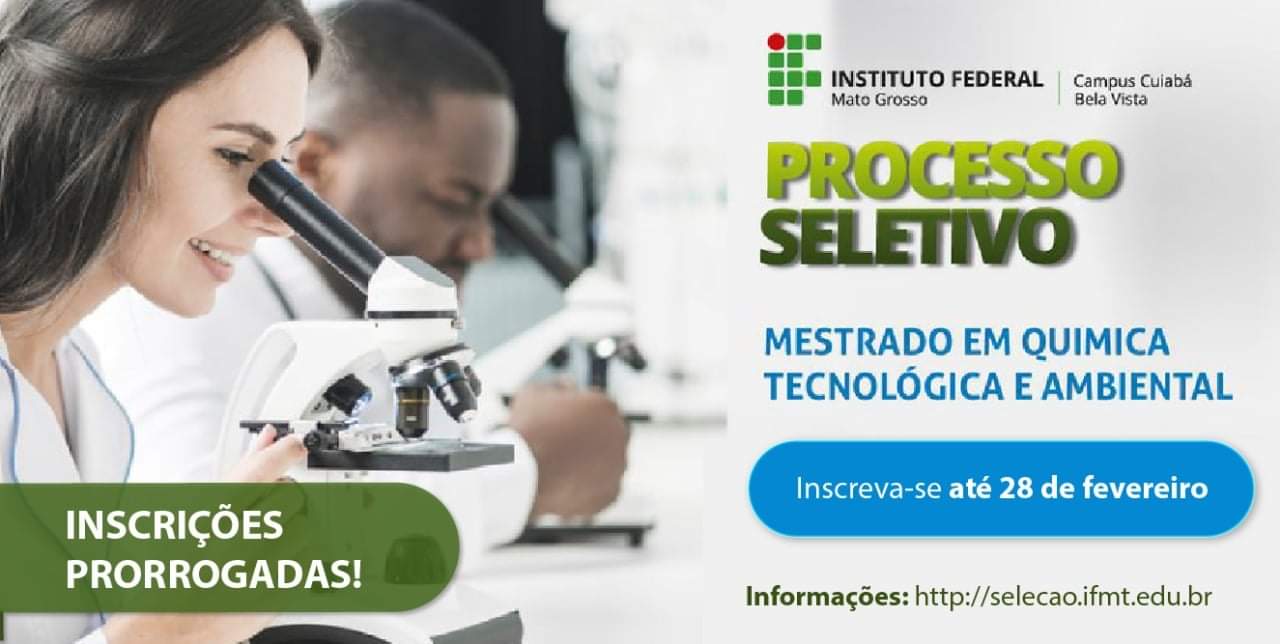 INSTITUTO FEDERAL
Mato Grosso
Campus Cuiabá
Bela Vista
PROCESSO
SELETIVO
MESTRADO EM QUIMICA
TECNOLÓGICA E AMBIENTAL
Inscreva-se até 28 de fevereiro
INSCRIÇÕES
PRORROGADAS!
Informações: http://selecao.ifmt.edu.br